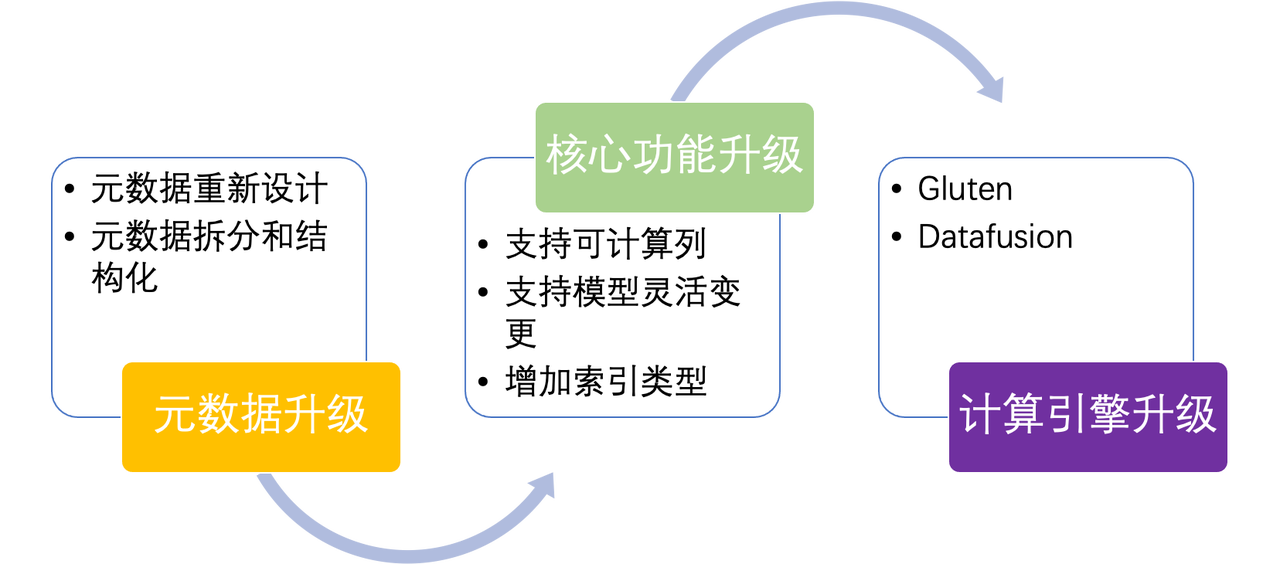 • 元数据重新设计
• 元数据拆分和结
构化
元数据升级
核心功能升级
• 支持可计算列
• 支持模型灵活变
更
• 增加索引类型
• Gluten
• Datafusion
计算引擎升级